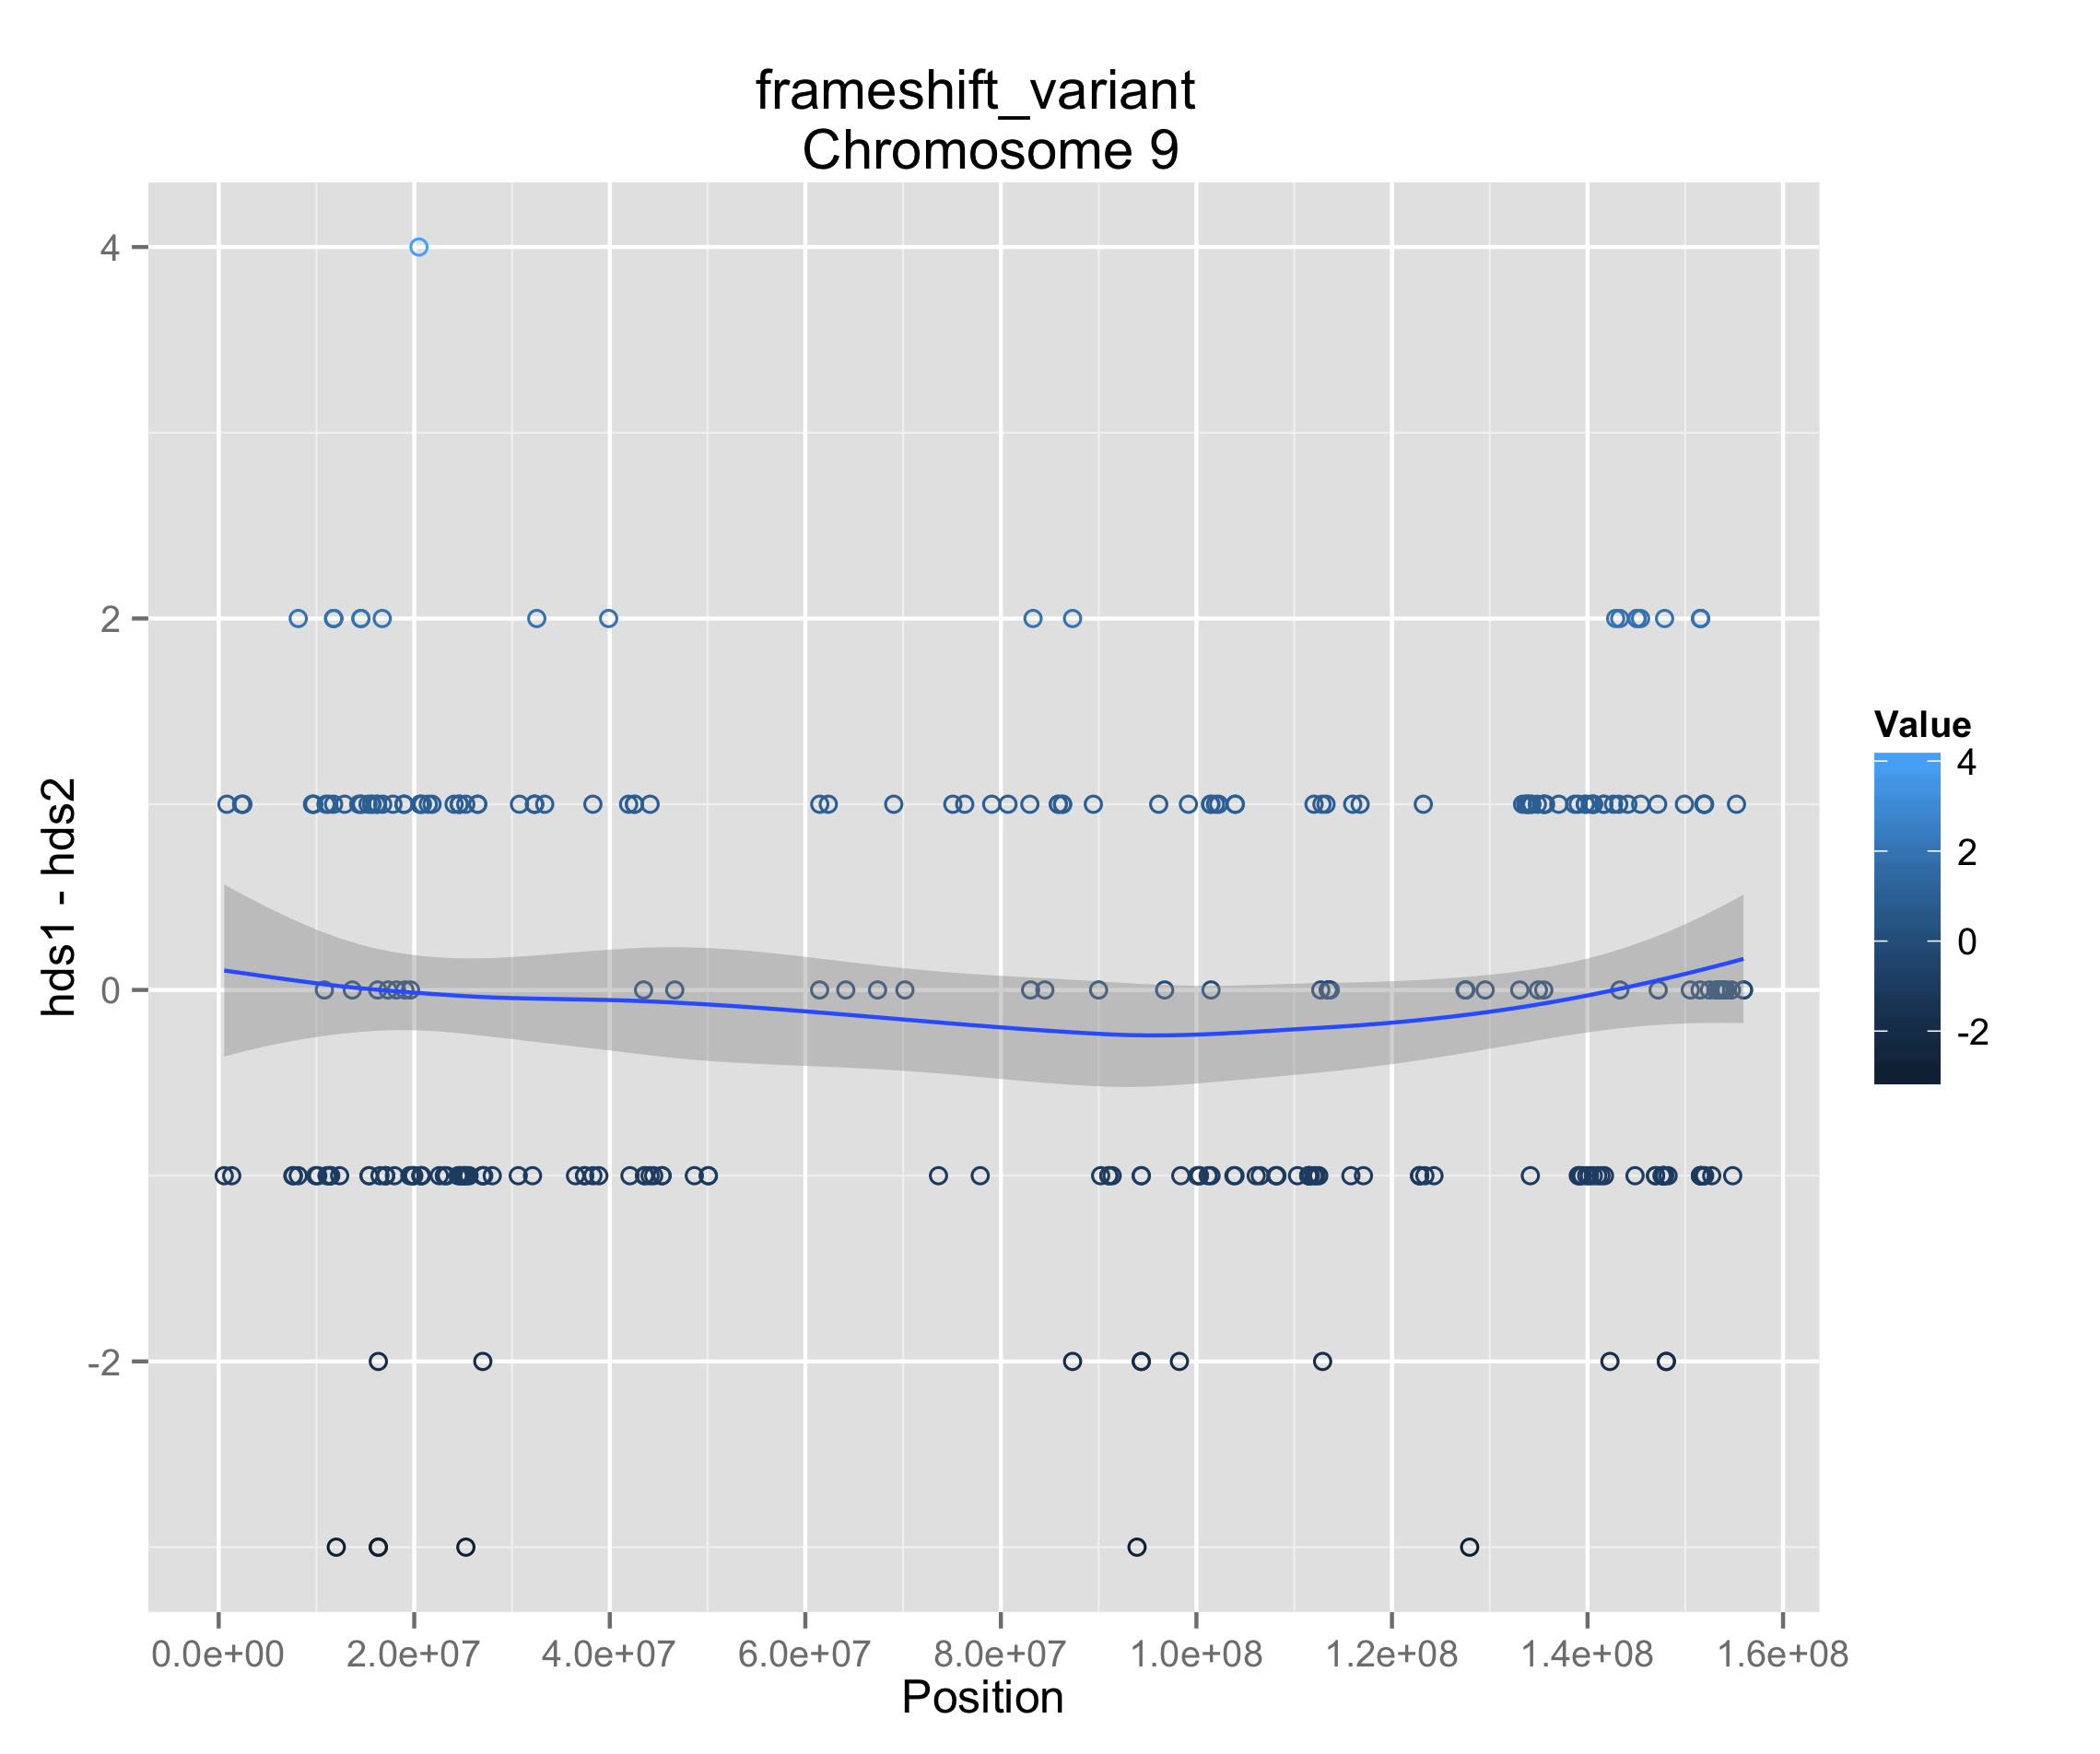 frameshift_variant
Chromosome 9
4
2
0
-2
hds1 - hds2
Value
4
2
0
-2
0.0e+00 2.0e+07 4.0e+07 6.0e+07 8.0e+07 1.0e+08 1.2e+08 1.4e+08 1.6e+08
Position